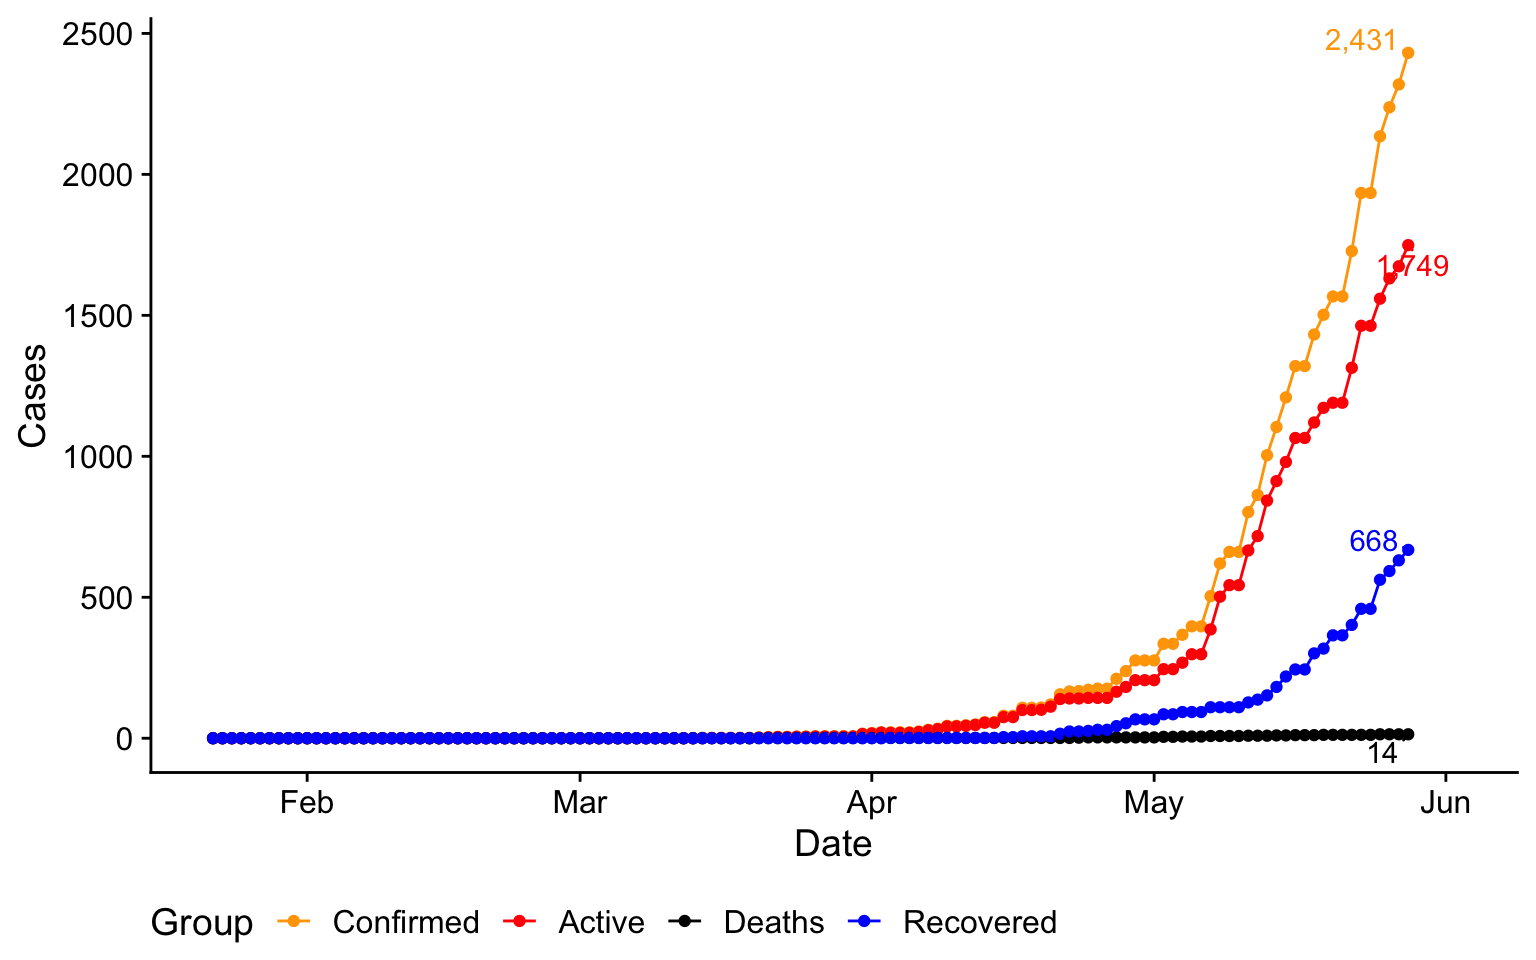 2500
2,431
2000
1,749
1500
Cases
1000
668
500
0
14
Feb Mar Apr May Jun
Date
Group Confirmed Active Deaths Recovered